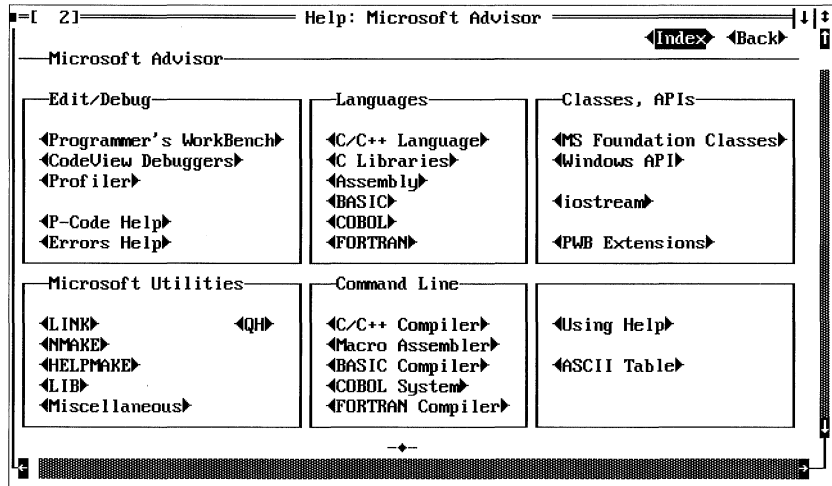 [ 2] Help: Microsoft Advisor
Index Back
Microsoft Advisor
Edit/Debug
Programmer's WorkBench
CodeView Debuggers
Profiler
P-Code Help
Errors Help
Languages
C/C++ Language
C Libraries
Assembly
BASIC
COBOL
FORTRAN
Classes, APIs
MS Foundation Classes
Windows API
iostream
PWB Extensions
Microsoft Utilities
LINK QH
NMAKE
HELPMAKE
LIB
Miscellaneous
Command Line
C/C++ Compiler
Macro Assembler
BASIC Compiler
COBOL System
FORTRAN Compiler
Using Help
ASCII Table